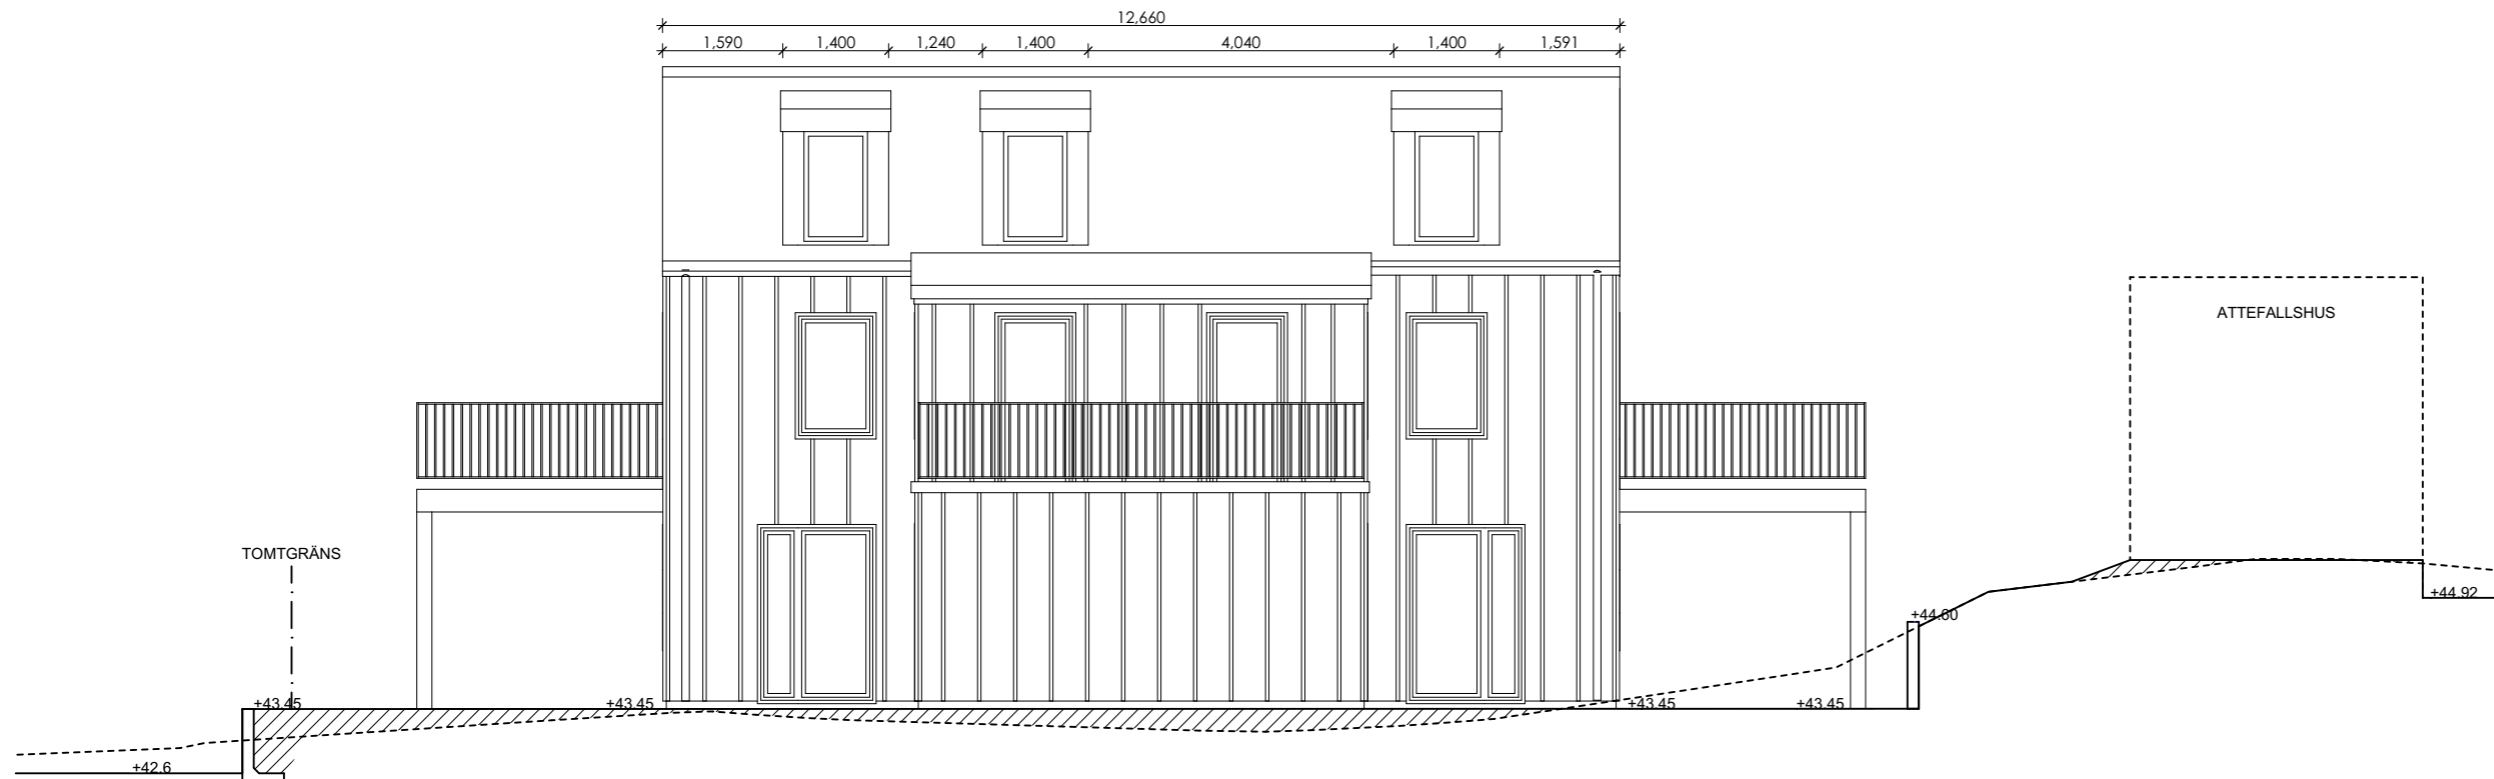 12,660
1,590 1,400 1,240 1,400 4,040 1,400 1,591
ATTEFALLSHUS
TOMTGRÄNS
+44.92
+44.60
+43.45 +43.45 +43.45 +43.45
+42.6